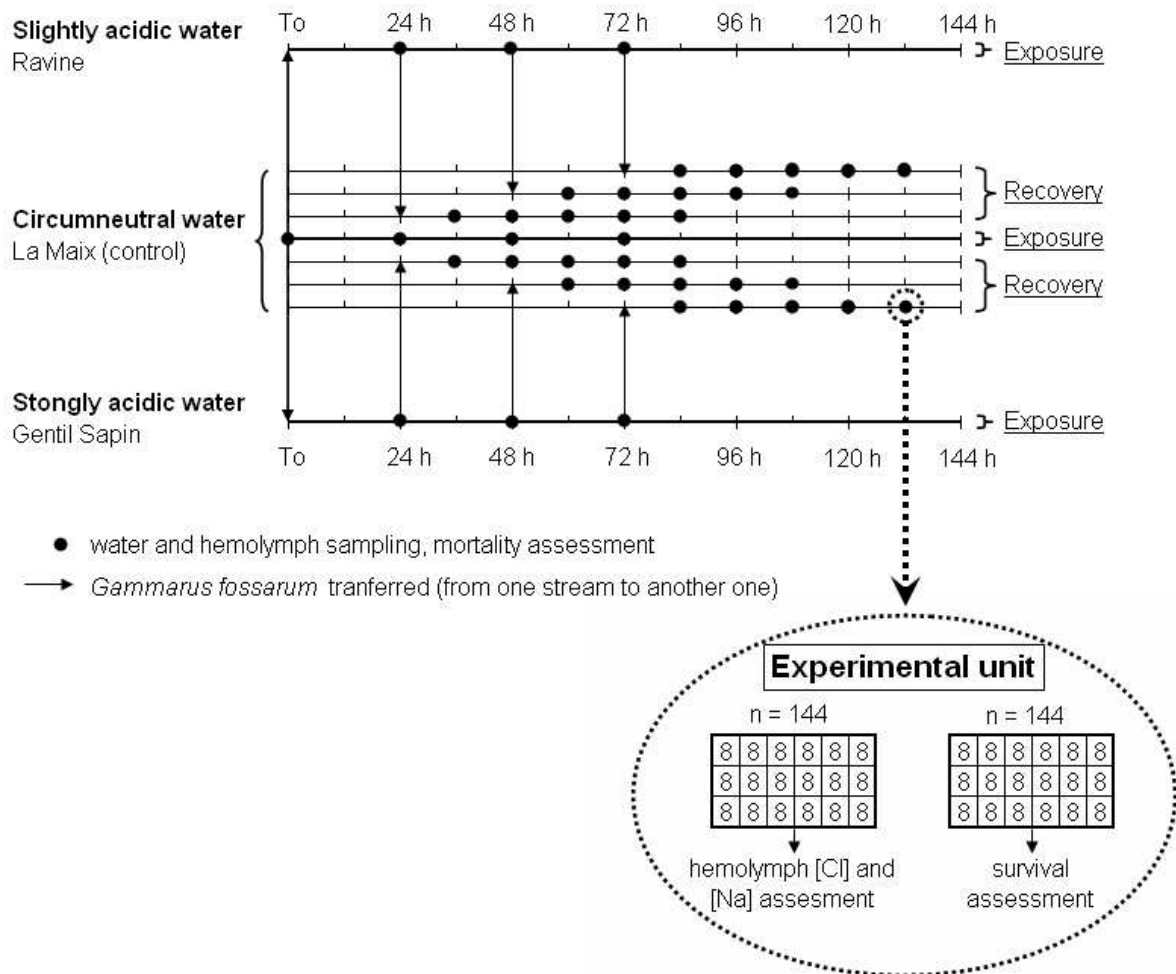 Slightly acidic water
Ravine
To 24 h 48 h 72 h 96 h 120 h 144 h
Exposure
Recovery
Circumneutral water
La Maix (control)
Exposure
Recovery
Stongly acidic water
Gentil Sapin
Exposure
To 24 h 48 h 72 h 96 h 120 h 144 h
water and hemolymph sampling, mortality assessment
Gammarus fossarum tranferred (from one stream to another one)
Experimental unit
n = 144 n = 144
8 8 8 8 8 8 8 8 8 8 8 8
8 8 8 8 8 8 8 8 8 8 8 8
8 8 8 8 8 8 8 8 8 8 8 8
hemolymph [Cl] and
[Na] assesment
survival
assessment